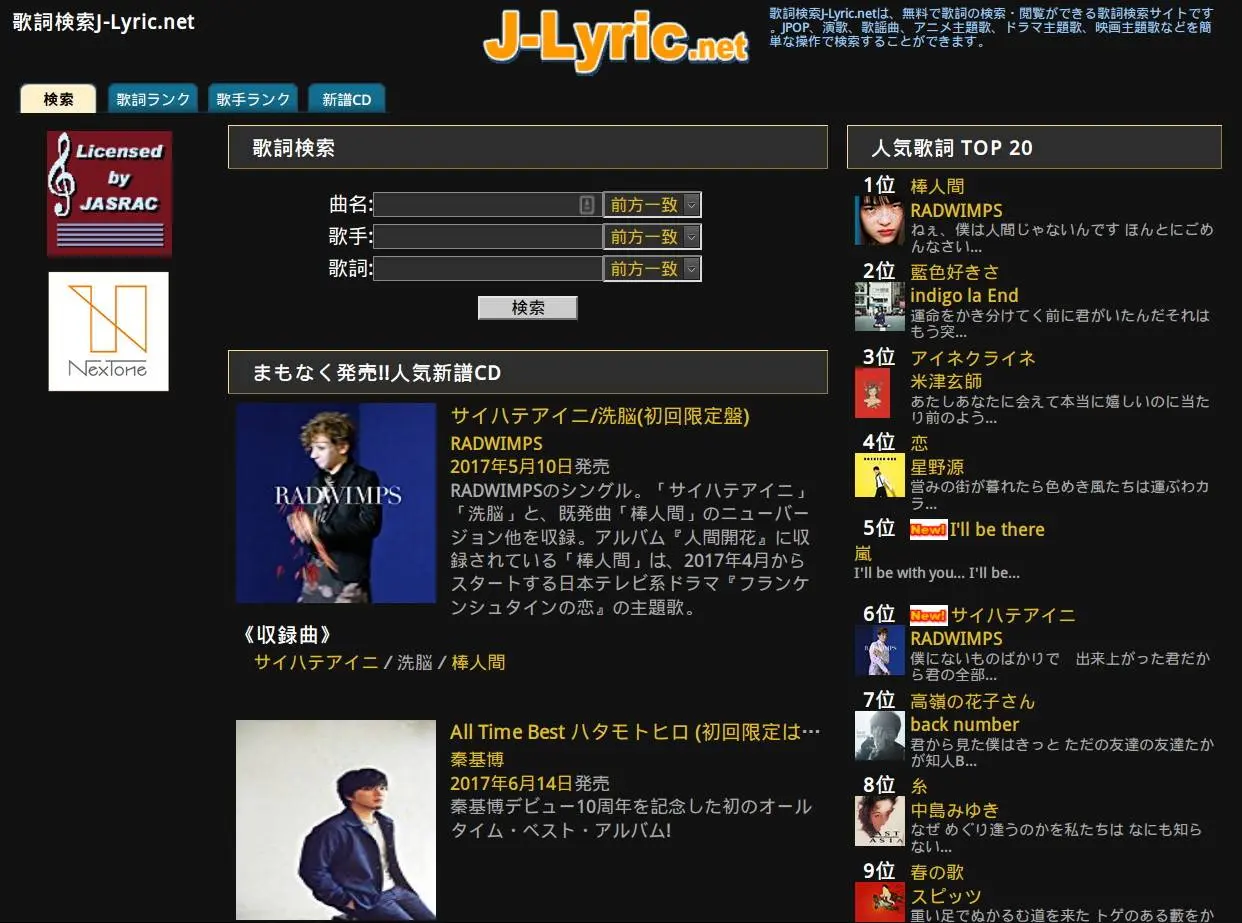 歌詞検索J-Lyric.net
J-Lyric.net
歌詞検索J-Lyric.netは、無料で歌詞の検索・閲覧ができる歌詞検索サイトです
。JPOP、演歌、歌謡曲、アニメ主題歌、ドラマ主題歌、映画主題歌などを簡
単な操作で検索することができます。
検索
歌詞ランク
歌手ランク
新譜CD
Licensed
by
JASRAC
NexTone
歌詞検索
曲名:
前方一致
歌手:
前方一致
歌詞:
前方一致
検索
まもなく発売!!人気新譜CD
RADWIMPS
サイハテアイニ/洗脳(初回限定盤)
RADWIMPS
2017年5月10日発売
RADWIMPSのシングル。「サイハテアイニ」
「洗脳」と、既発曲「棒人間」のニューバー
ジョン他を収録。アルバム『人間開花』に収
録されている「棒人間」は、2017年4月から
スタートする日本テレビ系ドラマ『フランケ
ンシュタインの恋』の主題歌。
《収録曲》
サイハテアイニ / 洗脳 / 棒人間
All Time Best ハタモトヒロ (初回限定は…
秦基博
2017年6月14日発売
秦基博デビュー10周年を記念した初のオール
タイム・ベスト・アルバム!
人気歌詞 TOP 20
1位 棒人間
RADWIMPS
ねぇ、僕は人間じゃないんです ほんとにごめ
んなさい...
2位 藍色好きさ
indigo la End
運命をかき分けてく前に君がいたんだそれは
もう突...
3位 アイネクライネ
米津玄師
あたしあなたに会えて本当に嬉しいのに当た
り前のよう...
4位 恋
星野源
営みの街が暮れたら色めき風たちは運ぶわカ
ラ...
5位 New! I'll be there
嵐
I'll be with you... I'll be...
6位 New! サイハテアイニ
RADWIMPS
僕にないものばかりで　出来上がった君だか
ら君の全部...
7位 高嶺の花子さん
back number
君から見た僕はきっと ただの友達の友達たか
が知人B...
8位 糸
中島みゆき
なぜ めぐり逢うのかを私たちは なにも知ら
ない...
9位 春の歌
スピッツ
重い足でぬかるむ道を来た トゲのある藪をか